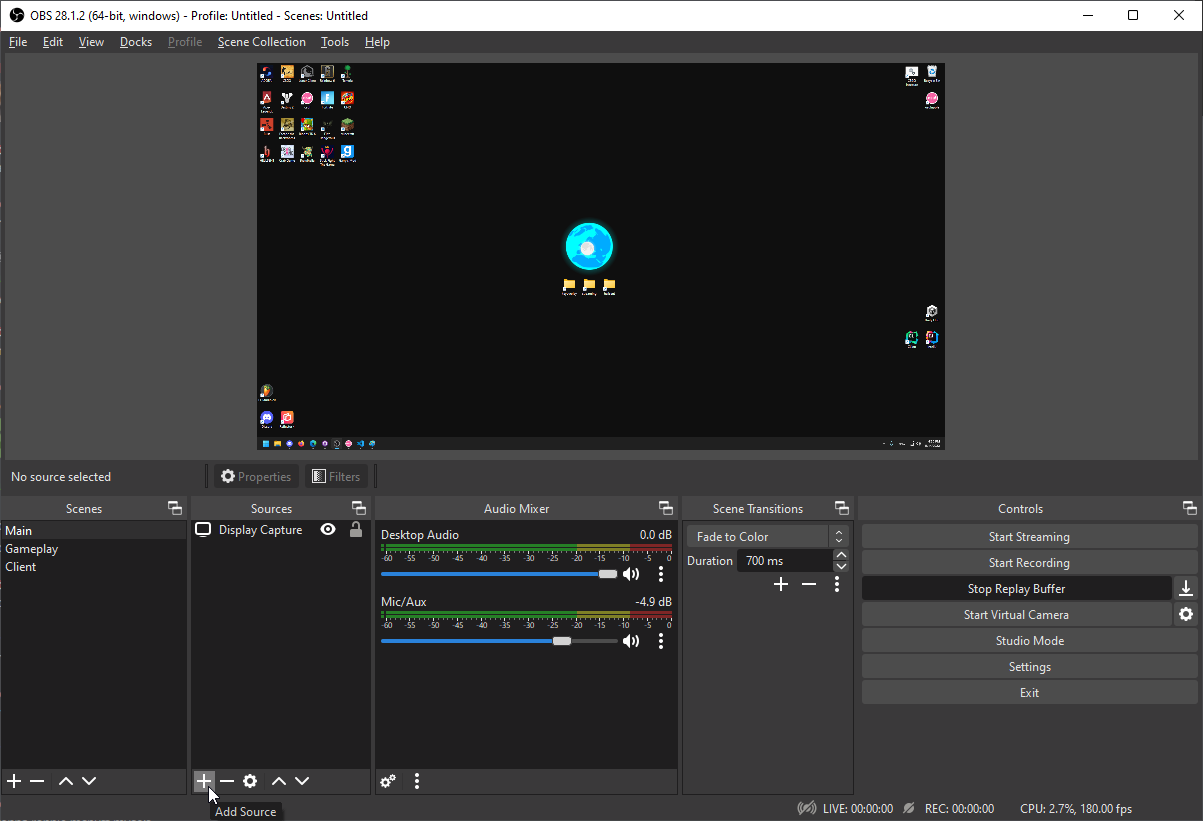 OBS 28.1.2 (64-bit, windows) - Profile: Untitled - Scenes: Untitled
File Edit View Docks Profile Scene Collection Tools Help
No source selected
Properties
Filters
Scenes
Main
Gameplay
Client
Sources
Display Capture
Add Source
Audio Mixer
Desktop Audio 0.0 dB
-60 -55 -50 -45 -40 -35 -30 -25 -20 -15 -10 -5 0
Mic/Aux -4.9 dB
-60 -55 -50 -45 -40 -35 -30 -25 -20 -15 -10 -5 0
Scene Transitions
Fade to Color
Duration 700 ms
Controls
Start Streaming
Start Recording
Stop Replay Buffer
Start Virtual Camera
Studio Mode
Settings
Exit
LIVE: 00:00:00 REC: 00:00:00 CPU: 2.7%, 180.00 fps